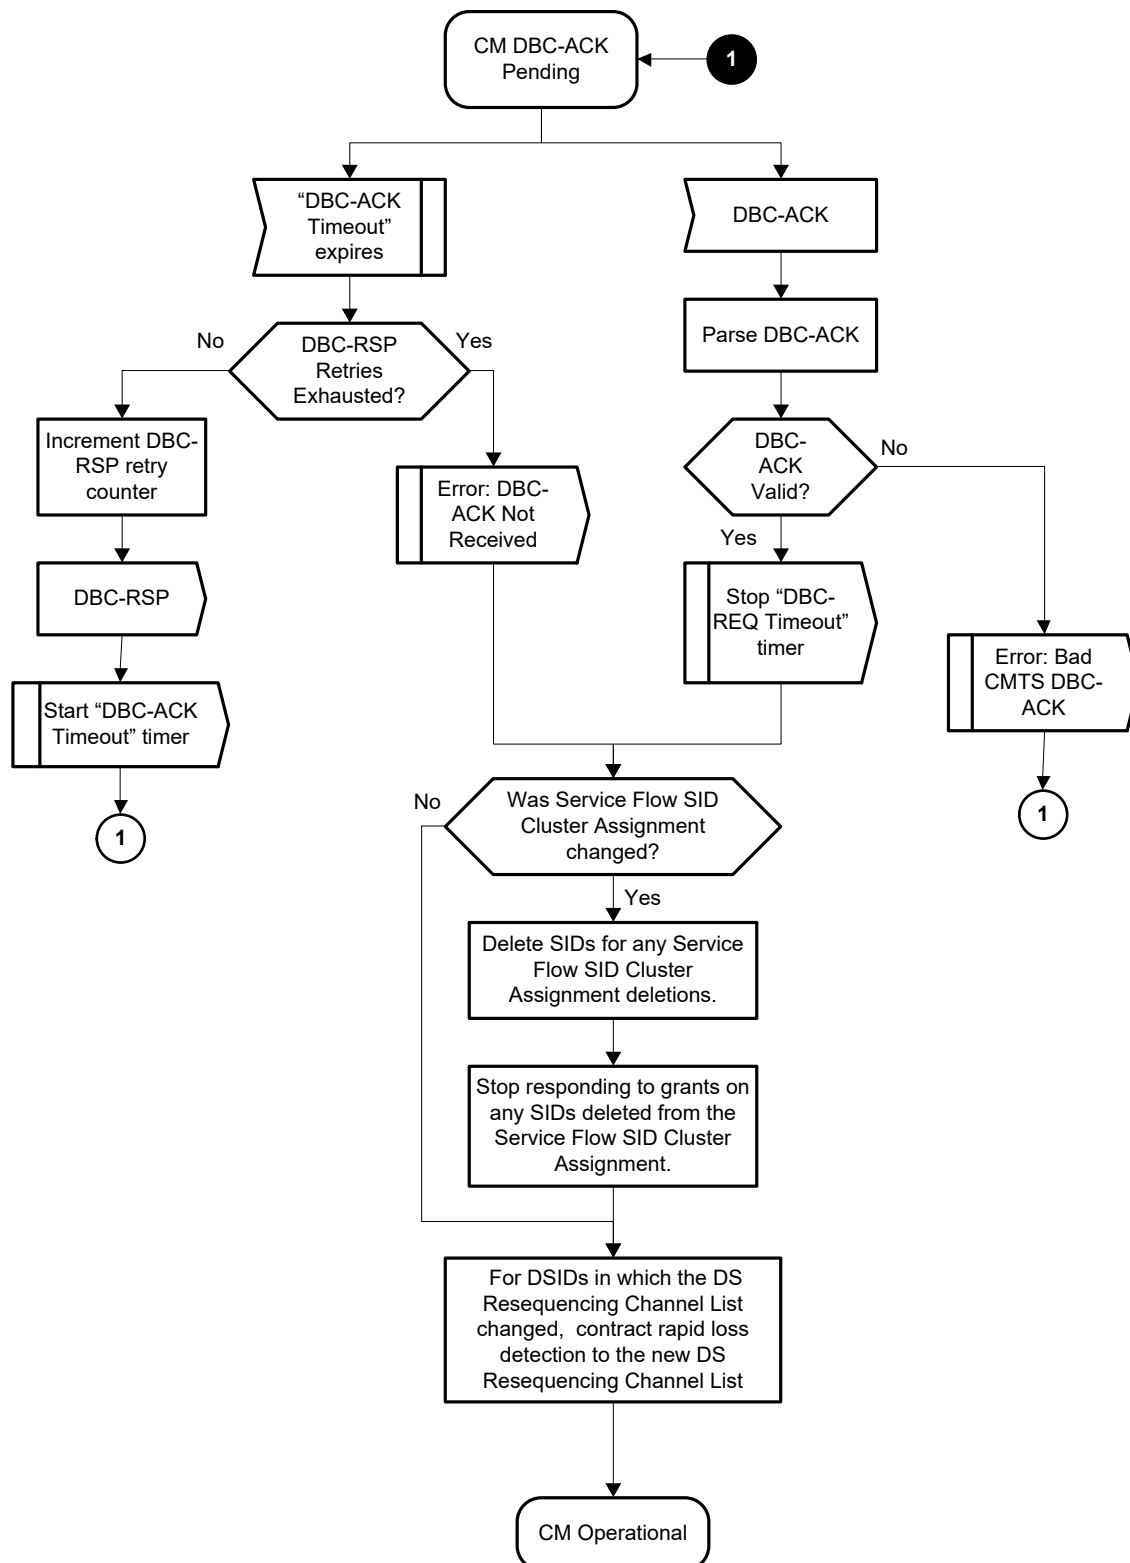 CM DBC-ACK
Pending
1
“DBC-ACK
Timeout”
expires
DBC-ACK
No
DBC-RSP
Retries
Exhausted?
Yes
Parse DBC-ACK
Increment DBC-
RSP retry
counter
Error: DBC-
ACK Not
Received
DBC-
ACK
Valid?
No
Yes
DBC-RSP
Stop “DBC-
REQ Timeout”
timer
Start “DBC-ACK
Timeout” timer
Error: Bad
CMTS DBC-
ACK
1
1
No
Was Service Flow SID
Cluster Assignment
changed?
Yes
Delete SIDs for any Service
Flow SID Cluster
Assignment deletions.
Stop responding to grants on
any SIDs deleted from the
Service Flow SID Cluster
Assignment.
For DSIDs in which the DS
Resequencing Channel List
changed,  contract rapid loss
detection to the new DS
Resequencing Channel List
CM Operational